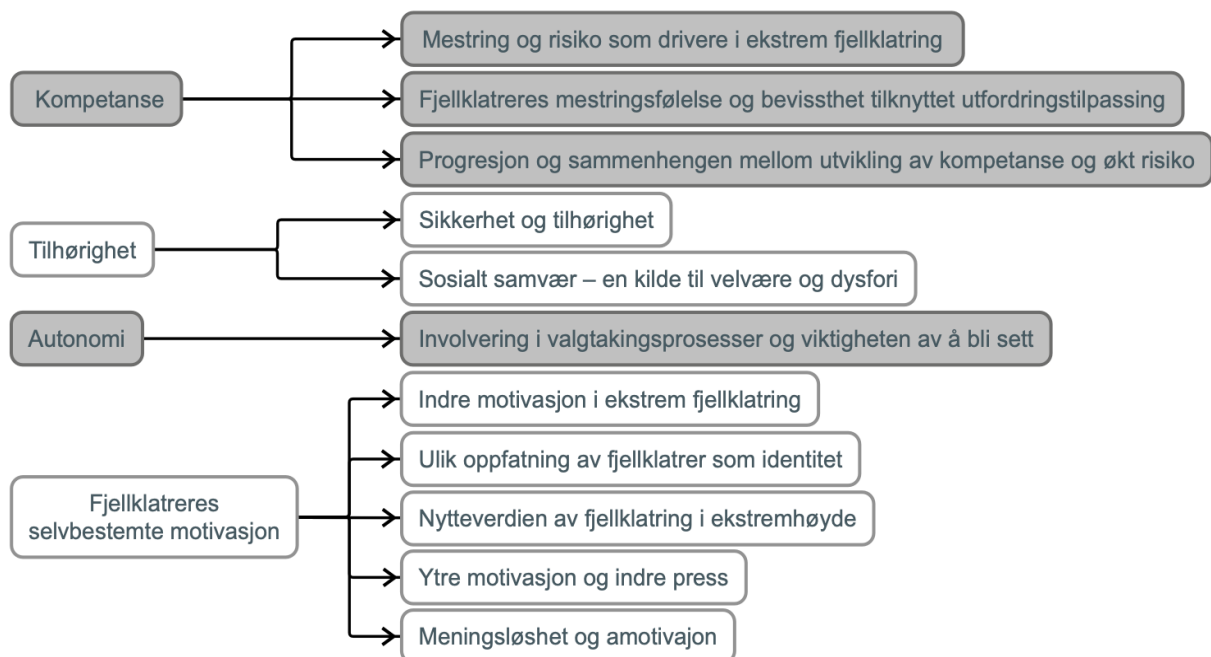 Kompetanse
Mestring og risiko som drivere i ekstrem fjellklatring
Fjellklatreres mestringsfølelse og bevissthet tilknyttet utfordringstilpassing
Progresjon og sammenhengen mellom utvikling av kompetanse og økt risiko
Tilhørighet
Sikkerhet og tilhørighet
Sosialt samvær – en kilde til velvære og dysfori
Autonomi
Involvering i valgtakingsprosesser og viktigheten av å bli sett
Fjellklatreres
selvbestemte motivasjon
Indre motivasjon i ekstrem fjellklatring
Ulik oppfatning av fjellklatrer som identitet
Nytteverdien av fjellklatring i ekstremhøyde
Ytre motivasjon og indre press
Meningsløshet og amotivajon